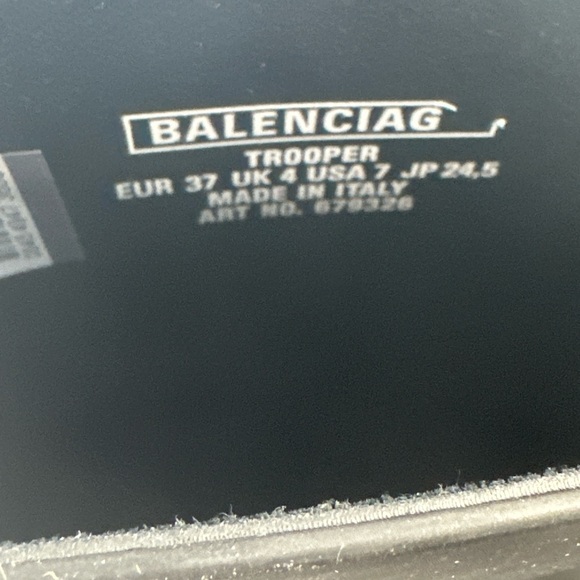 BALENCIAG
TROOPER
EUR 37 UK 4 USA 7 JP 24,5
MADE IN ITALY
ART NO. 679326